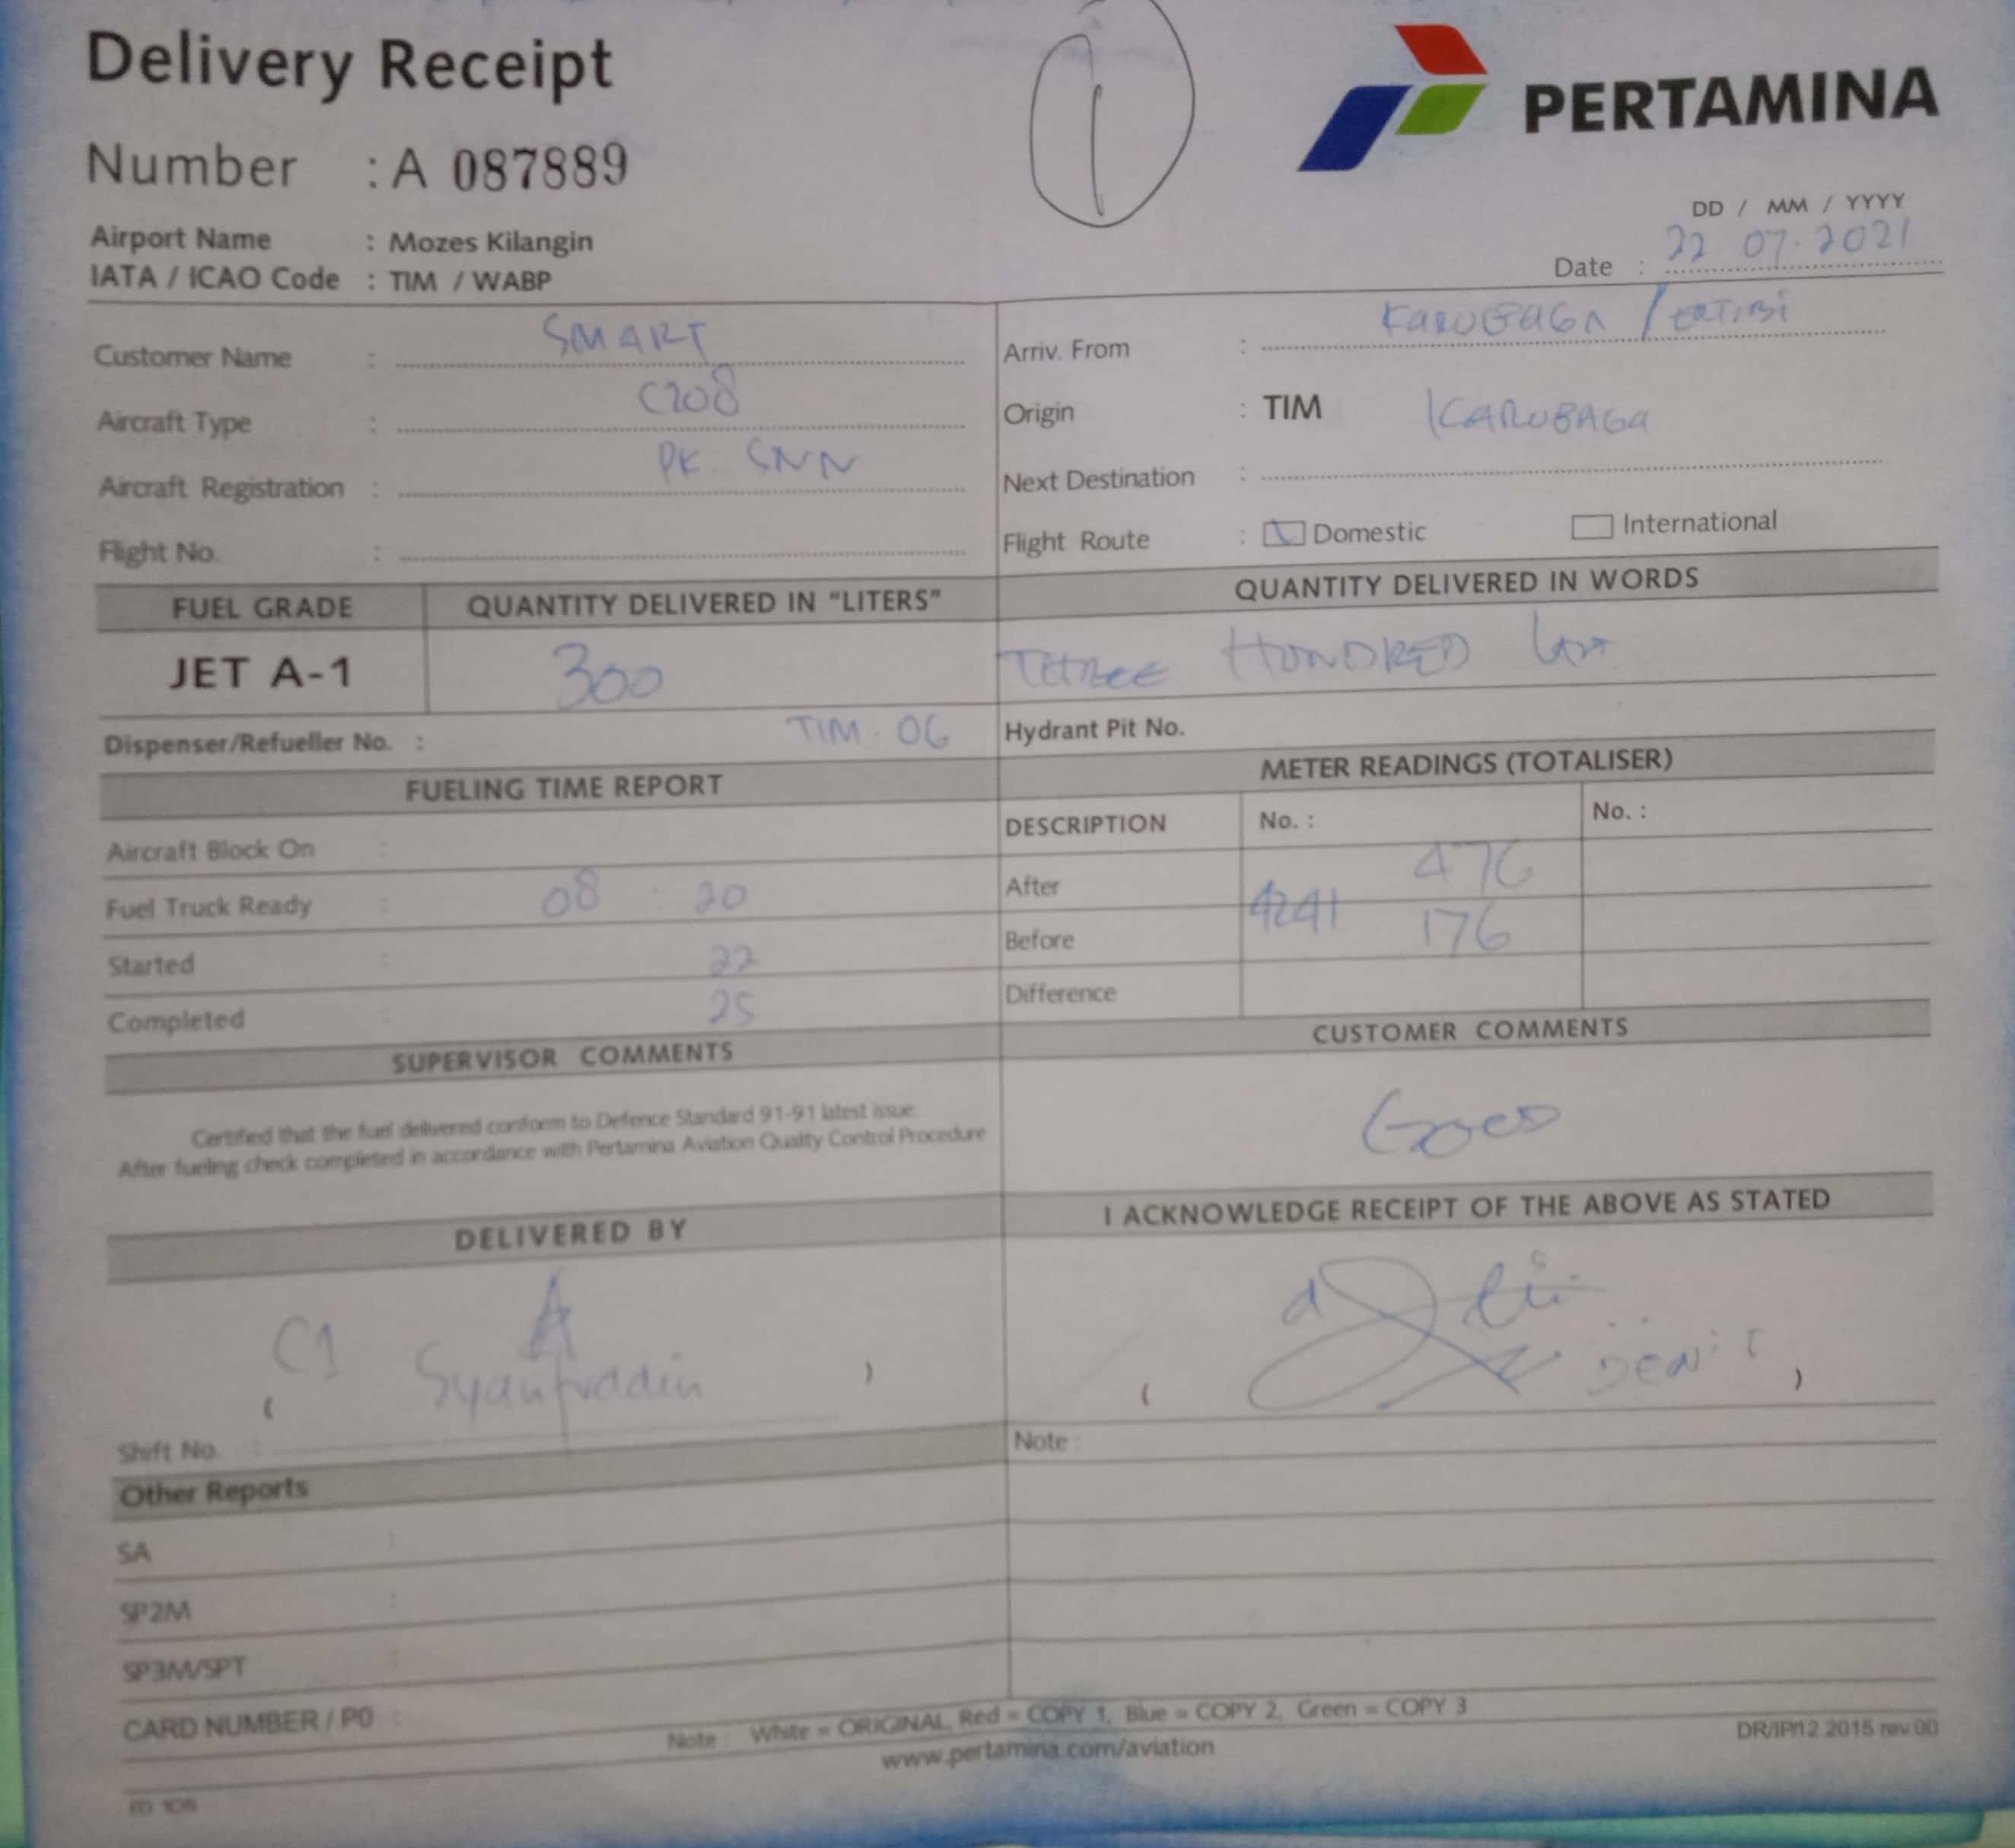 Delivery Receipt
1
PERTAMINA
Number : A 087889
DD / MM / YYYY
Airport Name : Mozes Kilangin
Date : 22 07.2021
IATA / ICAO Code : TIM / WABP
Customer Name : SMART
Arriv. From : KARUBAGA /
Aircraft Type : C208
Origin : TIM KARUBAGA
Aircraft Registration : PK. SNN
Next Destination :
Flight No. :
Flight Route : Domestic International
FUEL GRADE QUANTITY DELIVERED IN "LITERS" QUANTITY DELIVERED IN WORDS
JET A-1 300 THREE HUNDRED
Dispenser/Refueller No. : TIM - 06 Hydrant Pit No.
FUELING TIME REPORT METER READINGS (TOTALISER)
DESCRIPTION No. : No. :
Aircraft Block On :
After 476
Fuel Truck Ready : 08 : 20
4241
Before 176
Started : 22
Difference
Completed : 25
SUPERVISOR COMMENTS CUSTOMER COMMENTS
Certified that the fuel delivered conform to Defence Standard 91-91 latest issue.
After fueling check completed in accordance with Pertamina Aviation Quality Control Procedure
Good
DELIVERED BY I ACKNOWLEDGE RECEIPT OF THE ABOVE AS STATED
C1
( Syarifuddin ) ( )
Shift No. : Note :
Other Reports
SA :
SP2M :
SP3M/SPT :
CARD NUMBER / PO :
Note : White = ORIGINAL, Red = COPY 1, Blue = COPY 2, Green = COPY 3
www.pertamina.com/aviation
DR/IP/12.2015 rev.00